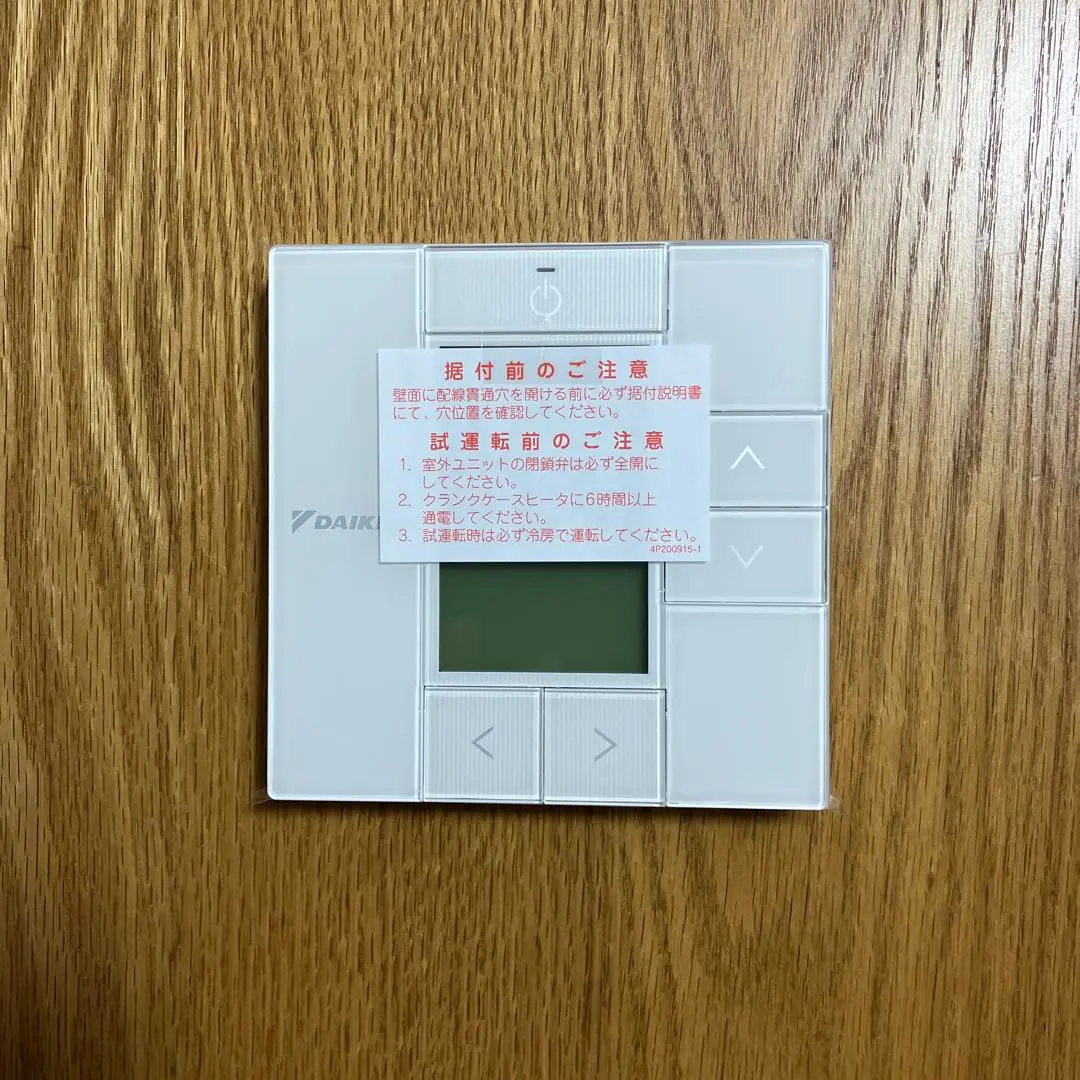 据付前のご注意
壁面に配線貫通穴を開ける前に必ず据付説明書
にて、穴位置を確認してください。
試運転前のご注意
1. 室外ユニットの閉鎖弁は必ず全開に
してください。
2. クランクケースヒータに6時間以上
通電してください。
3. 試運転時は必ず冷房で運転してください。
4P200915-1
DAIKI